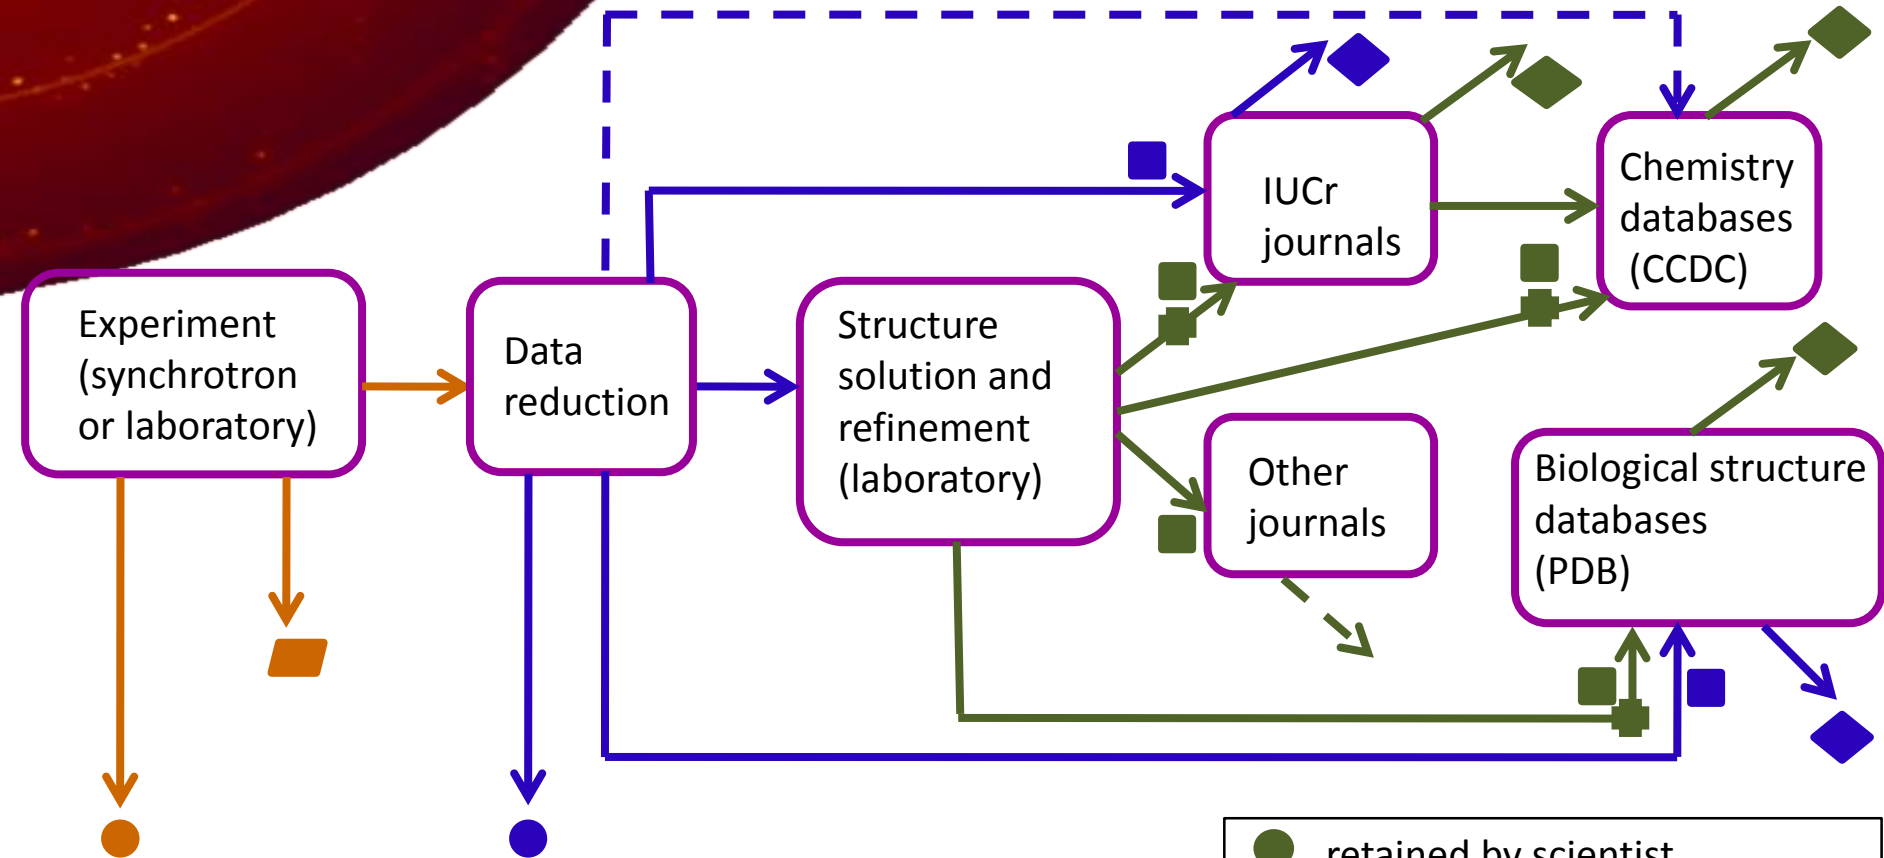 Experiment
(synchrotron
or laboratory)
Data
reduction
Structure
solution and
refinement
(laboratory)
IUCr
journals
Other
journals
Chemistry
databases
(CCDC)
Biological structure
databases
(PDB)
retained by scientist